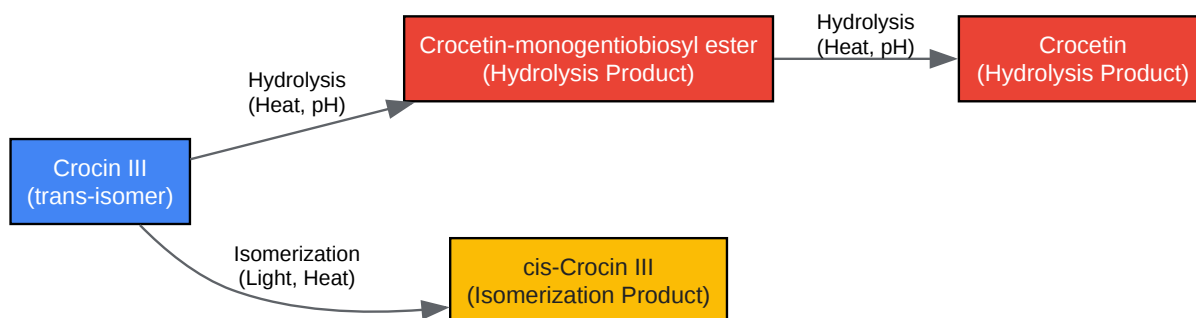 Crocetin-monogentiobiosyl ester
(Hydrolysis Product)
Hydrolysis
(Heat, pH)
Crocetin
(Hydrolysis Product)
Hydrolysis
(Heat, pH)
Crocin III
(trans-isomer)
Isomerization
(Light, Heat)
cis-Crocin III
(Isomerization Product)